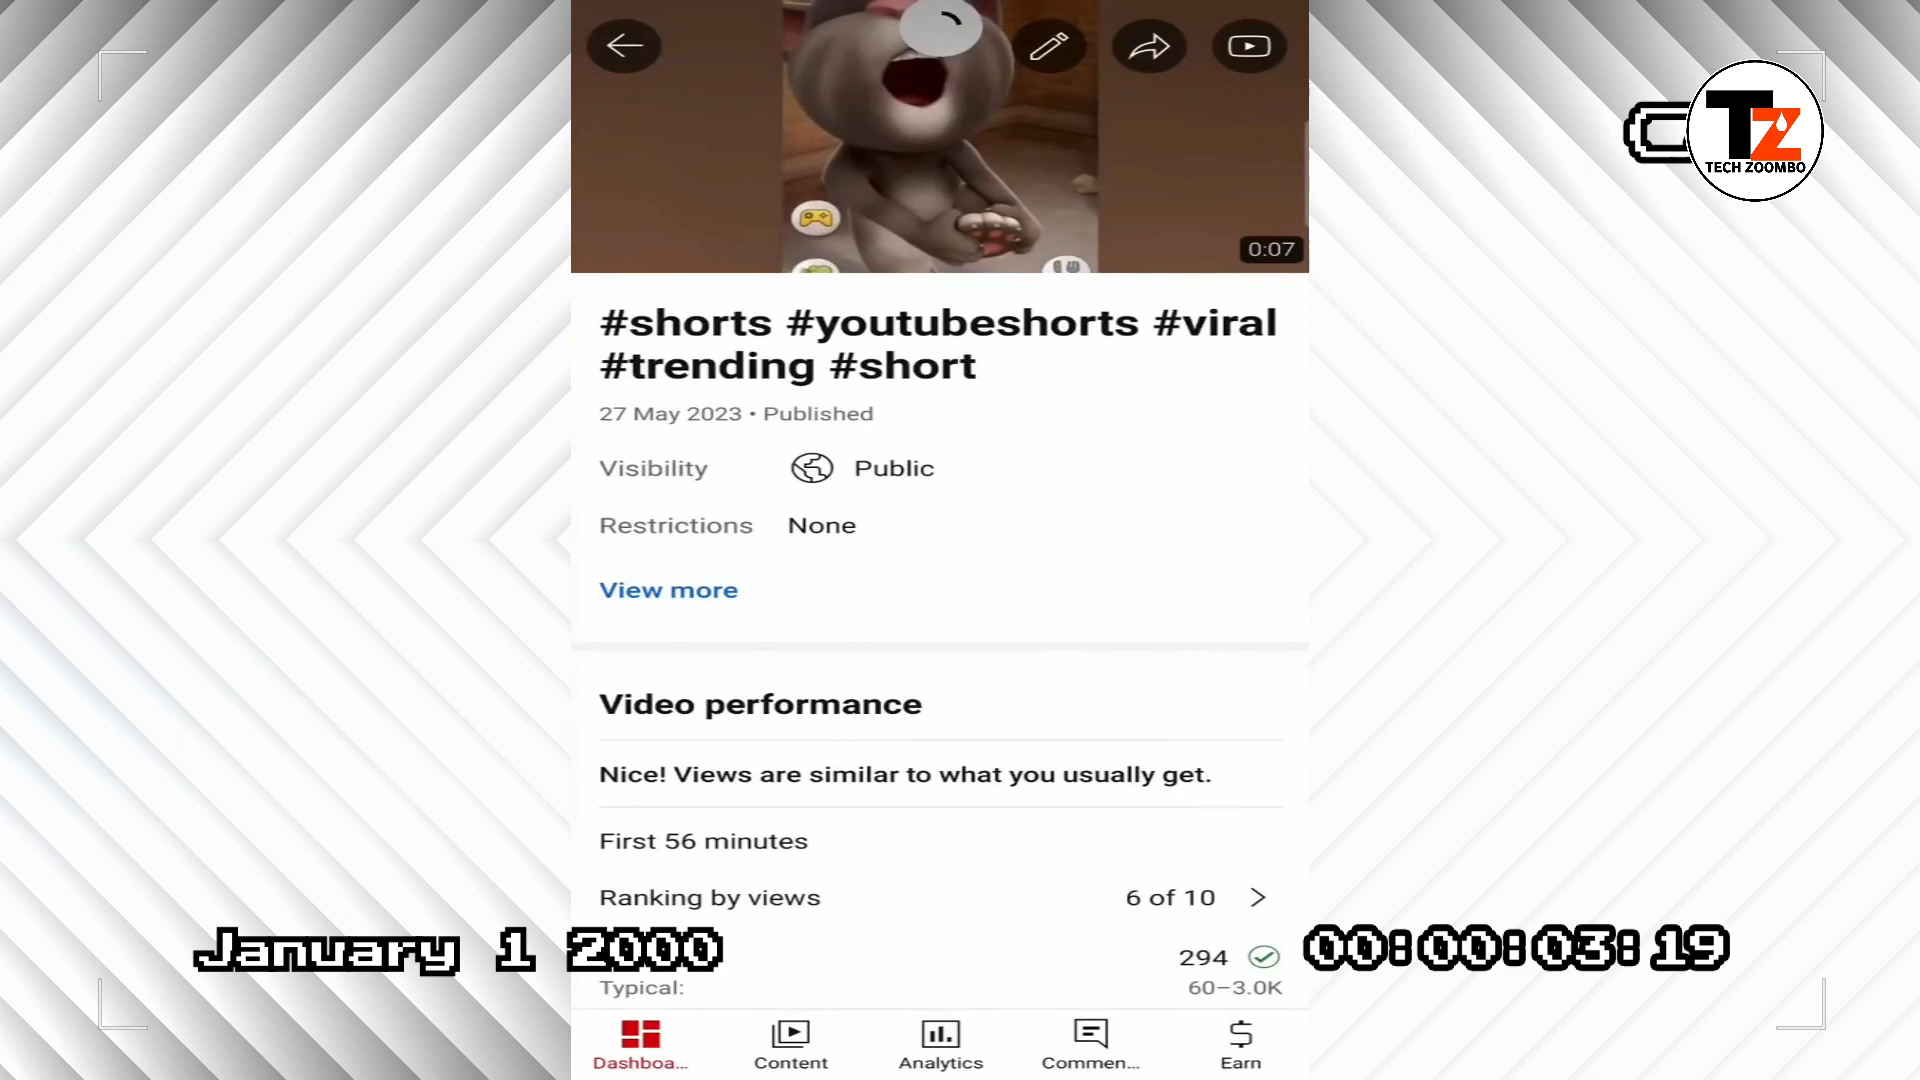 TZ
TECH ZOOMBO
0:07
#shorts #youtubeshorts #viral
#trending #short
27 May 2023 • Published
Visibility Public
Restrictions None
View more
Video performance
Nice! Views are similar to what you usually get.
First 56 minutes
Ranking by views 6 of 10
January 1 2000
294
00:00:03:19
Typical: 60–3.0K
Dashboa... Content Analytics Commen... Earn